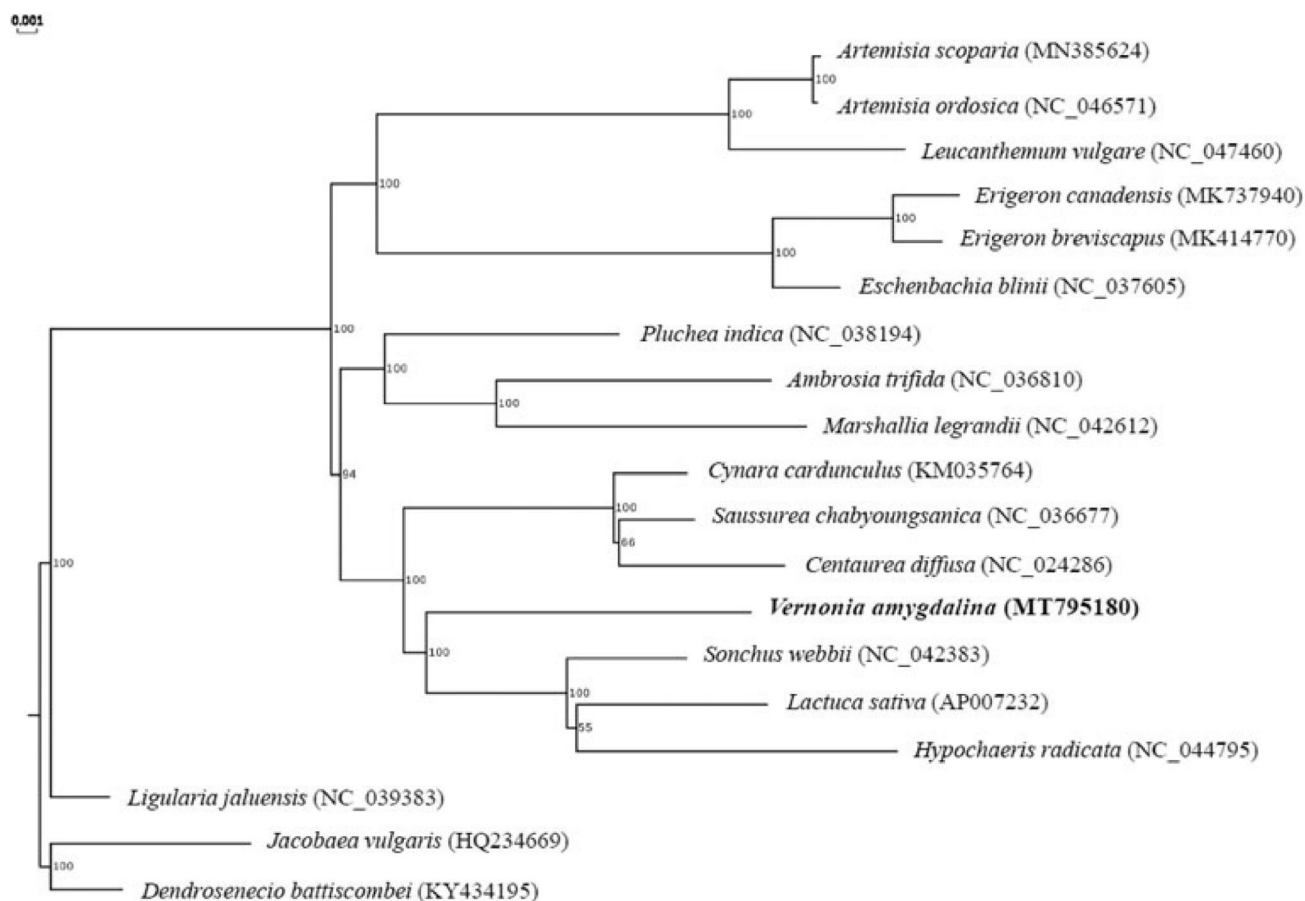 0.001
Artemisia scoparia (MN385624)
100
Artemisia ordosica (NC_046571)
100
Leucanthemum vulgare (NC_047460)
100
Erigeron canadensis (MK737940)
100
Erigeron breviscapus (MK414770)
100
Eschenbachia blinii (NC_037605)
100
Pluchea indica (NC_038194)
100
Ambrosia trifida (NC_036810)
100
Marshallia legrandii (NC_042612)
94
Cynara cardunculus (KM035764)
100
Saussurea chabyoungsanica (NC_036677)
66
Centaurea diffusa (NC_024286)
100
100
Vernonia amygdalina (MT795180)
100
Sonchus webbii (NC_042383)
100
Lactuca sativa (AP007232)
55
Hypochaeris radicata (NC_044795)
Ligularia jaluensis (NC_039383)
Jacobaea vulgaris (HQ234669)
100
Dendrosenecio battiscombei (KY434195)